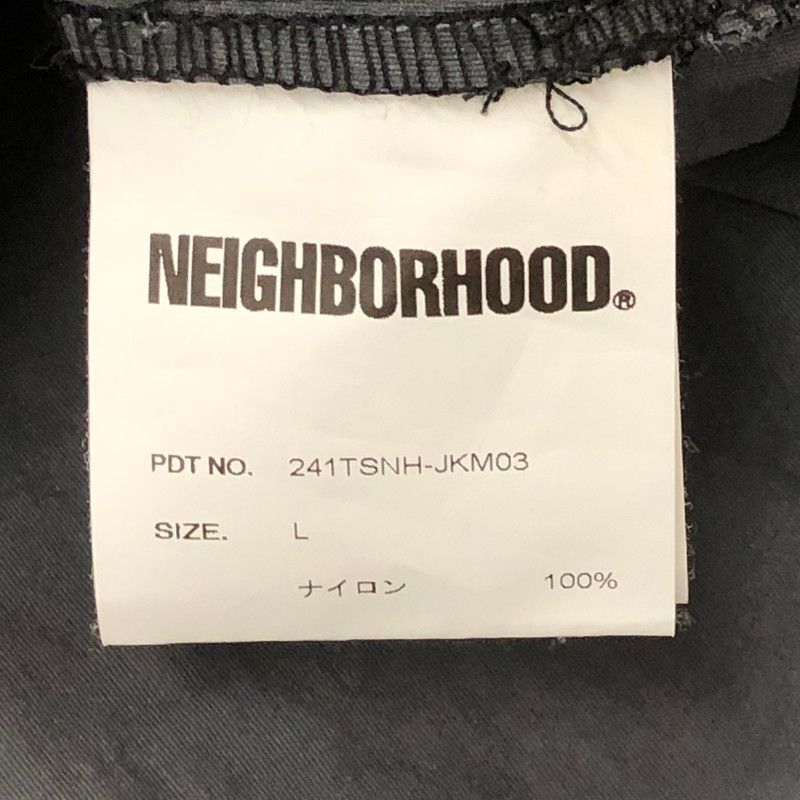 NEIGHBORHOOD.®
PDT NO. 241TSNH-JKM03
SIZE. L
ナイロン 100%